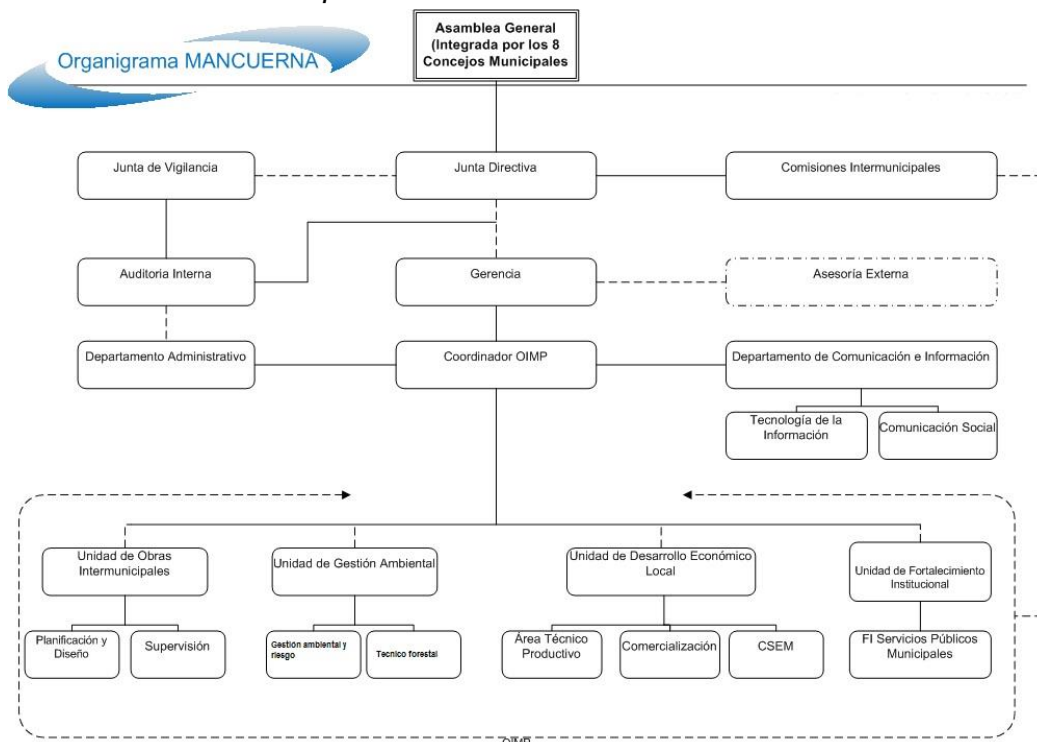 Organigrama MANCUERNA
Asamblea General
(Integrada por los 8
Concejos Municipales
Junta de Vigilancia
Junta Directiva
Comisiones Intermunicipales
Auditoria Interna
Gerencia
Asesoría Externa
Departamento Administrativo
Coordinador OIMP
Departamento de Comunicación e Información
Tecnología de la
Información
Comunicación Social
Unidad de Obras
Intermunicipales
Unidad de Gestión Ambiental
Unidad de Desarrollo Económico
Local
Unidad de Fortalecimiento
Institucional
Planificación y
Diseño
Supervisión
Gestión ambiental y
riesgo
Tecnico forestal
Área Técnico
Productivo
Comercialización
CSEM
FI Servicios Públicos
Municipales
OIMP